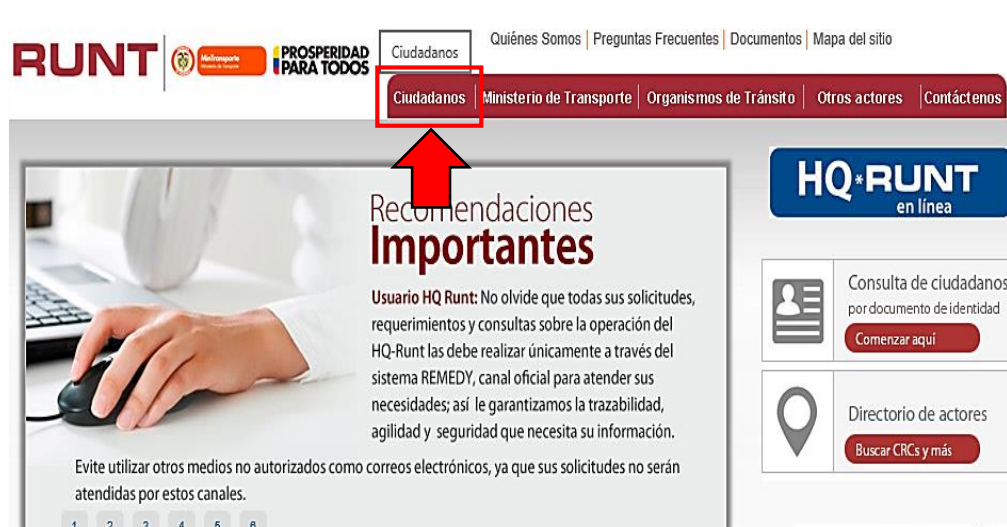 RUNT
MinTransporte
PROSPERIDAD
PARA TODOS
Ciudadanos
Quiénes Somos | Preguntas Frecuentes | Documentos | Mapa del sitio
Ciudadanos | Ministerio de Transporte | Organismos de Tránsito | Otros actores | Contáctenos
HQ*RUNT
en línea
Recomendaciones
Importantes
Usuario HQ Runt: No olvide que todas sus solicitudes,
requerimientos y consultas sobre la operación del
HQ-Runt las debe realizar únicamente a través del
sistema REMEDY, canal oficial para atender sus
necesidades; así le garantizamos la trazabilidad,
agilidad y seguridad que necesita su información.
Evite utilizar otros medios no autorizados como correos electrónicos, ya que sus solicitudes no serán
atendidas por estos canales.
1 2 3 4 5 6
Consulta de ciudadanos
por documento de identidad
Comenzar aquí
Directorio de actores
Buscar CRCs y más